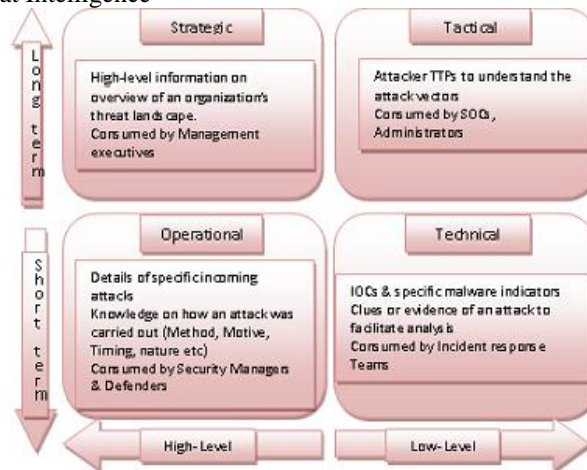 at Intelligence
Long term
Strategic
High-level information on
overview of an organization's
threat landscape.
Consumed by Management
executives
Tactical
Attacker TTPs to understand the
attack vectors
Consumed by SOCs,
Administrators
Short term
Operational
Details of specific incoming
attacks
Knowledge on how an attack was
carried out (Method, Motive,
Timing, nature etc)
Consumed by Security Managers
& Defenders
Technical
IOCs & specific malware indicators
Clues or evidence of an attack to
facilitate analysis
Consumed by Incident response
Teams
High-Level
Low-Level